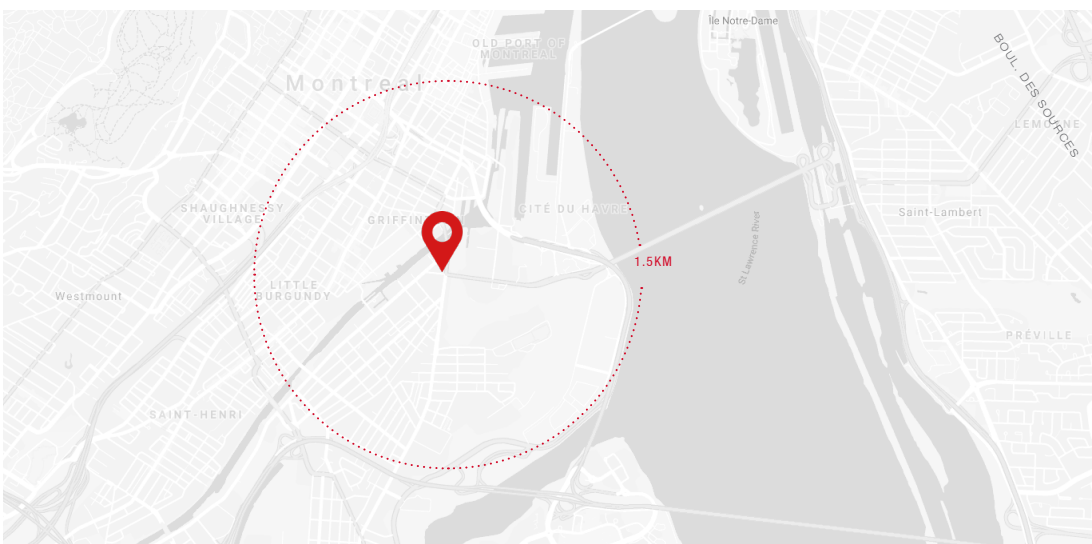 Île Notre-Dame
OLD PORT OF
MONTREAL
Montreal
BOUL. DES SOURCES
LEMOYNE
SHAUGHNESSY
VILLAGE
GRIFFIN
CITÉ DU HAVRE
Saint-Lambert
St Lawrence River
1.5KM
LITTLE
BURGUNDY
Westmount
PRÉVILLE
SAINT-HENRI